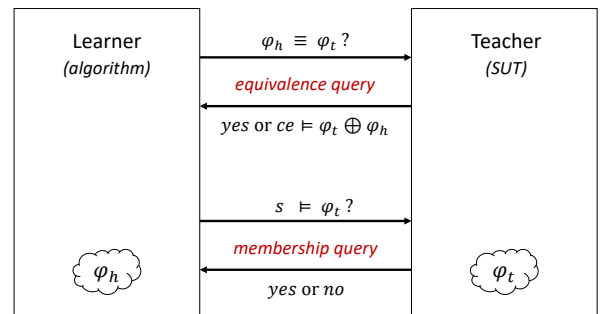 Learner
(algorithm)
φₕ ≡ φₜ ?
equivalence query
yes or ce ⊨ φₜ ⊕ φₕ
Teacher
(SUT)
s ⊨ φₜ ?
membership query
yes or no
φₕ
φₜ